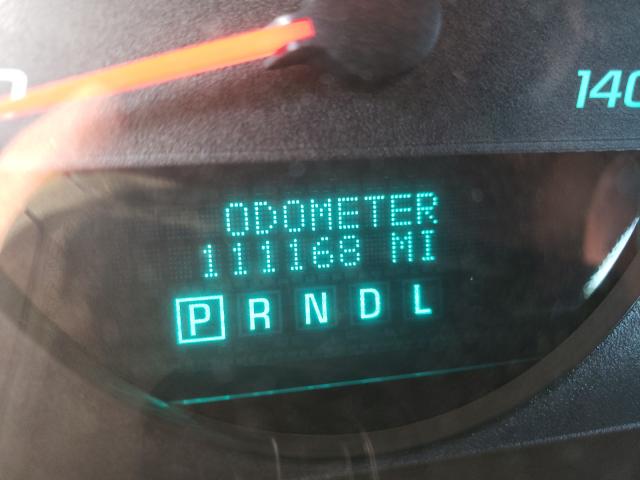 140
ODOMETER
111168 MI
P R N D L